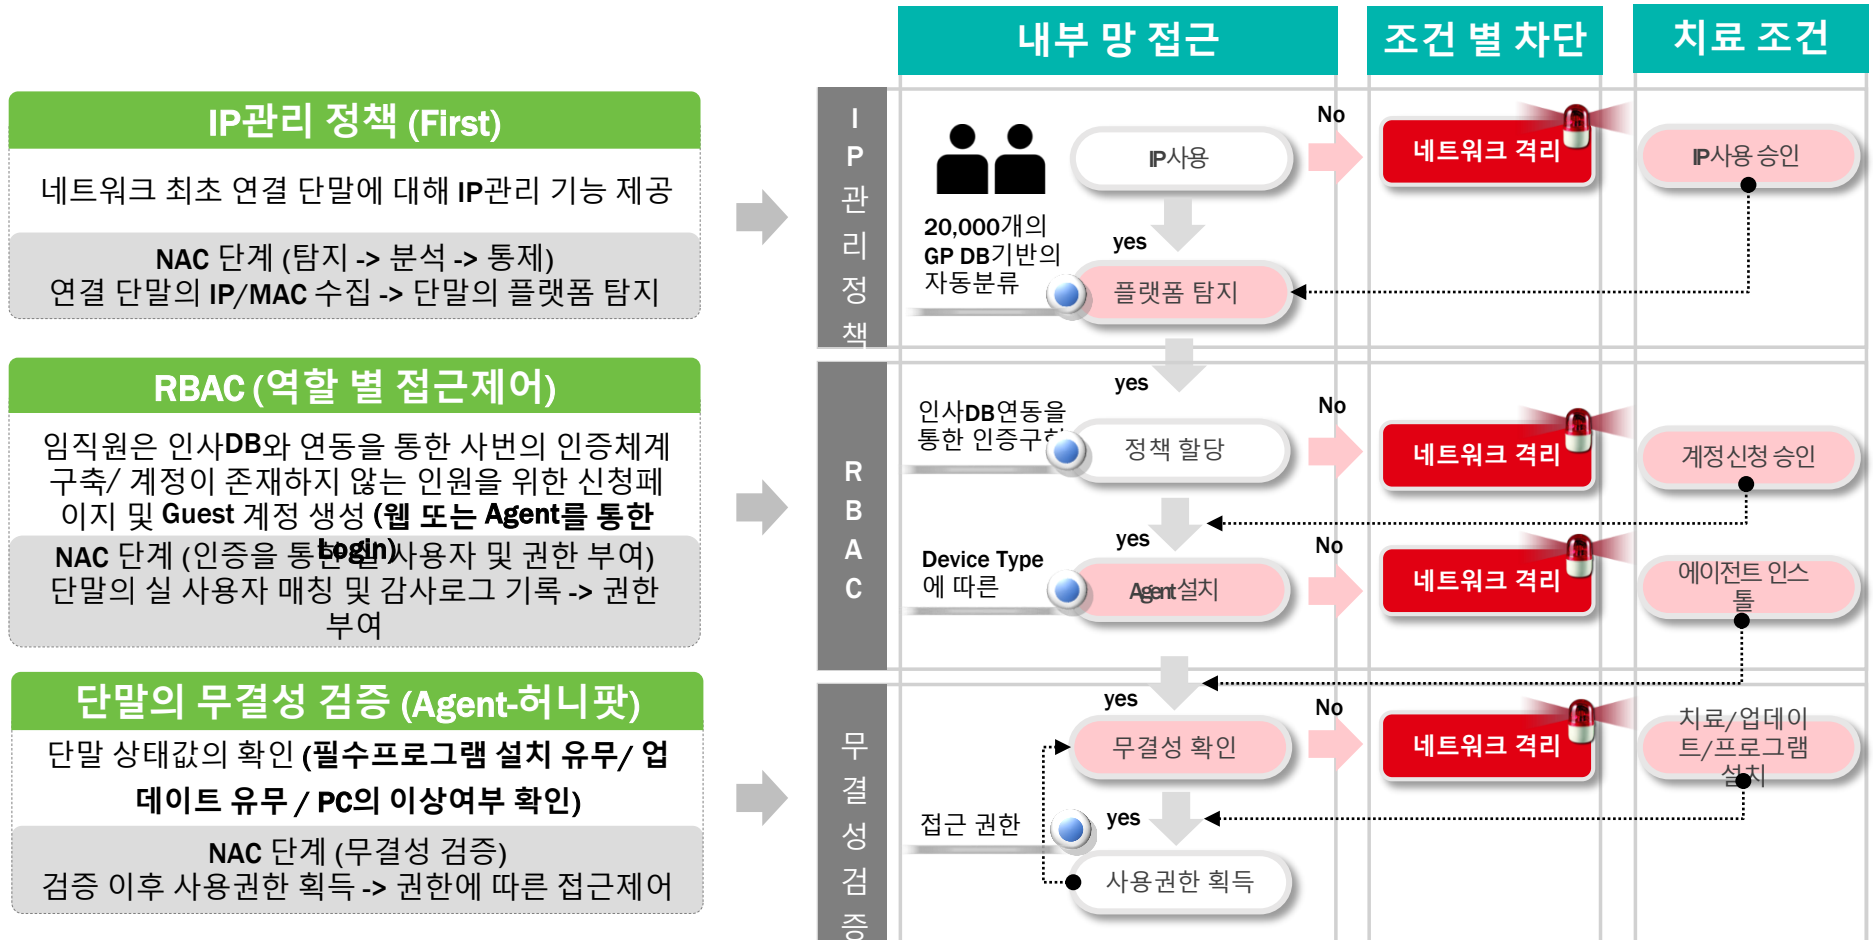 내부 망 접근
조건 별 차단
치료 조건
IP관리 정책 (First)
네트워크 최초 연결 단말에 대해 IP관리 기능 제공
NAC 단계 (탐지 -> 분석 -> 통제)
연결 단말의 IP/MAC 수집 -> 단말의 플랫폼 탐지
I
P
관
리
정
책
20,000개의
GP DB기반의
자동분류
IP사용
No
네트워크 격리
IP사용 승인
yes
플랫폼 탐지
RBAC (역할 별 접근제어)
임직원은 인사DB와 연동을 통한 사번의 인증체계
구축/ 계정이 존재하지 않는 인원을 위한 신청페
이지 및 Guest 계정 생성 (웹 또는 Agent를 통한
Login)
NAC 단계 (인증을 통한 실 사용자 및 권한 부여)
단말의 실 사용자 매칭 및 감사로그 기록 -> 권한
부여
R
B
A
C
yes
인사DB연동을
통한 인증구현
정책 할당
No
네트워크 격리
계정신청 승인
yes
Device Type
에 따른
Agent설치
No
네트워크 격리
에이전트 인스
톨
단말의 무결성 검증 (Agent-허니팟)
단말 상태값의 확인 (필수프로그램 설치 유무/ 업
데이트 유무 / PC의 이상여부 확인)
NAC 단계 (무결성 검증)
검증 이후 사용권한 획득 -> 권한에 따른 접근제어
무
결
성
검
증
yes
무결성 확인
No
네트워크 격리
치료/업데이
트/프로그램
설치
yes
접근 권한
사용권한 획득